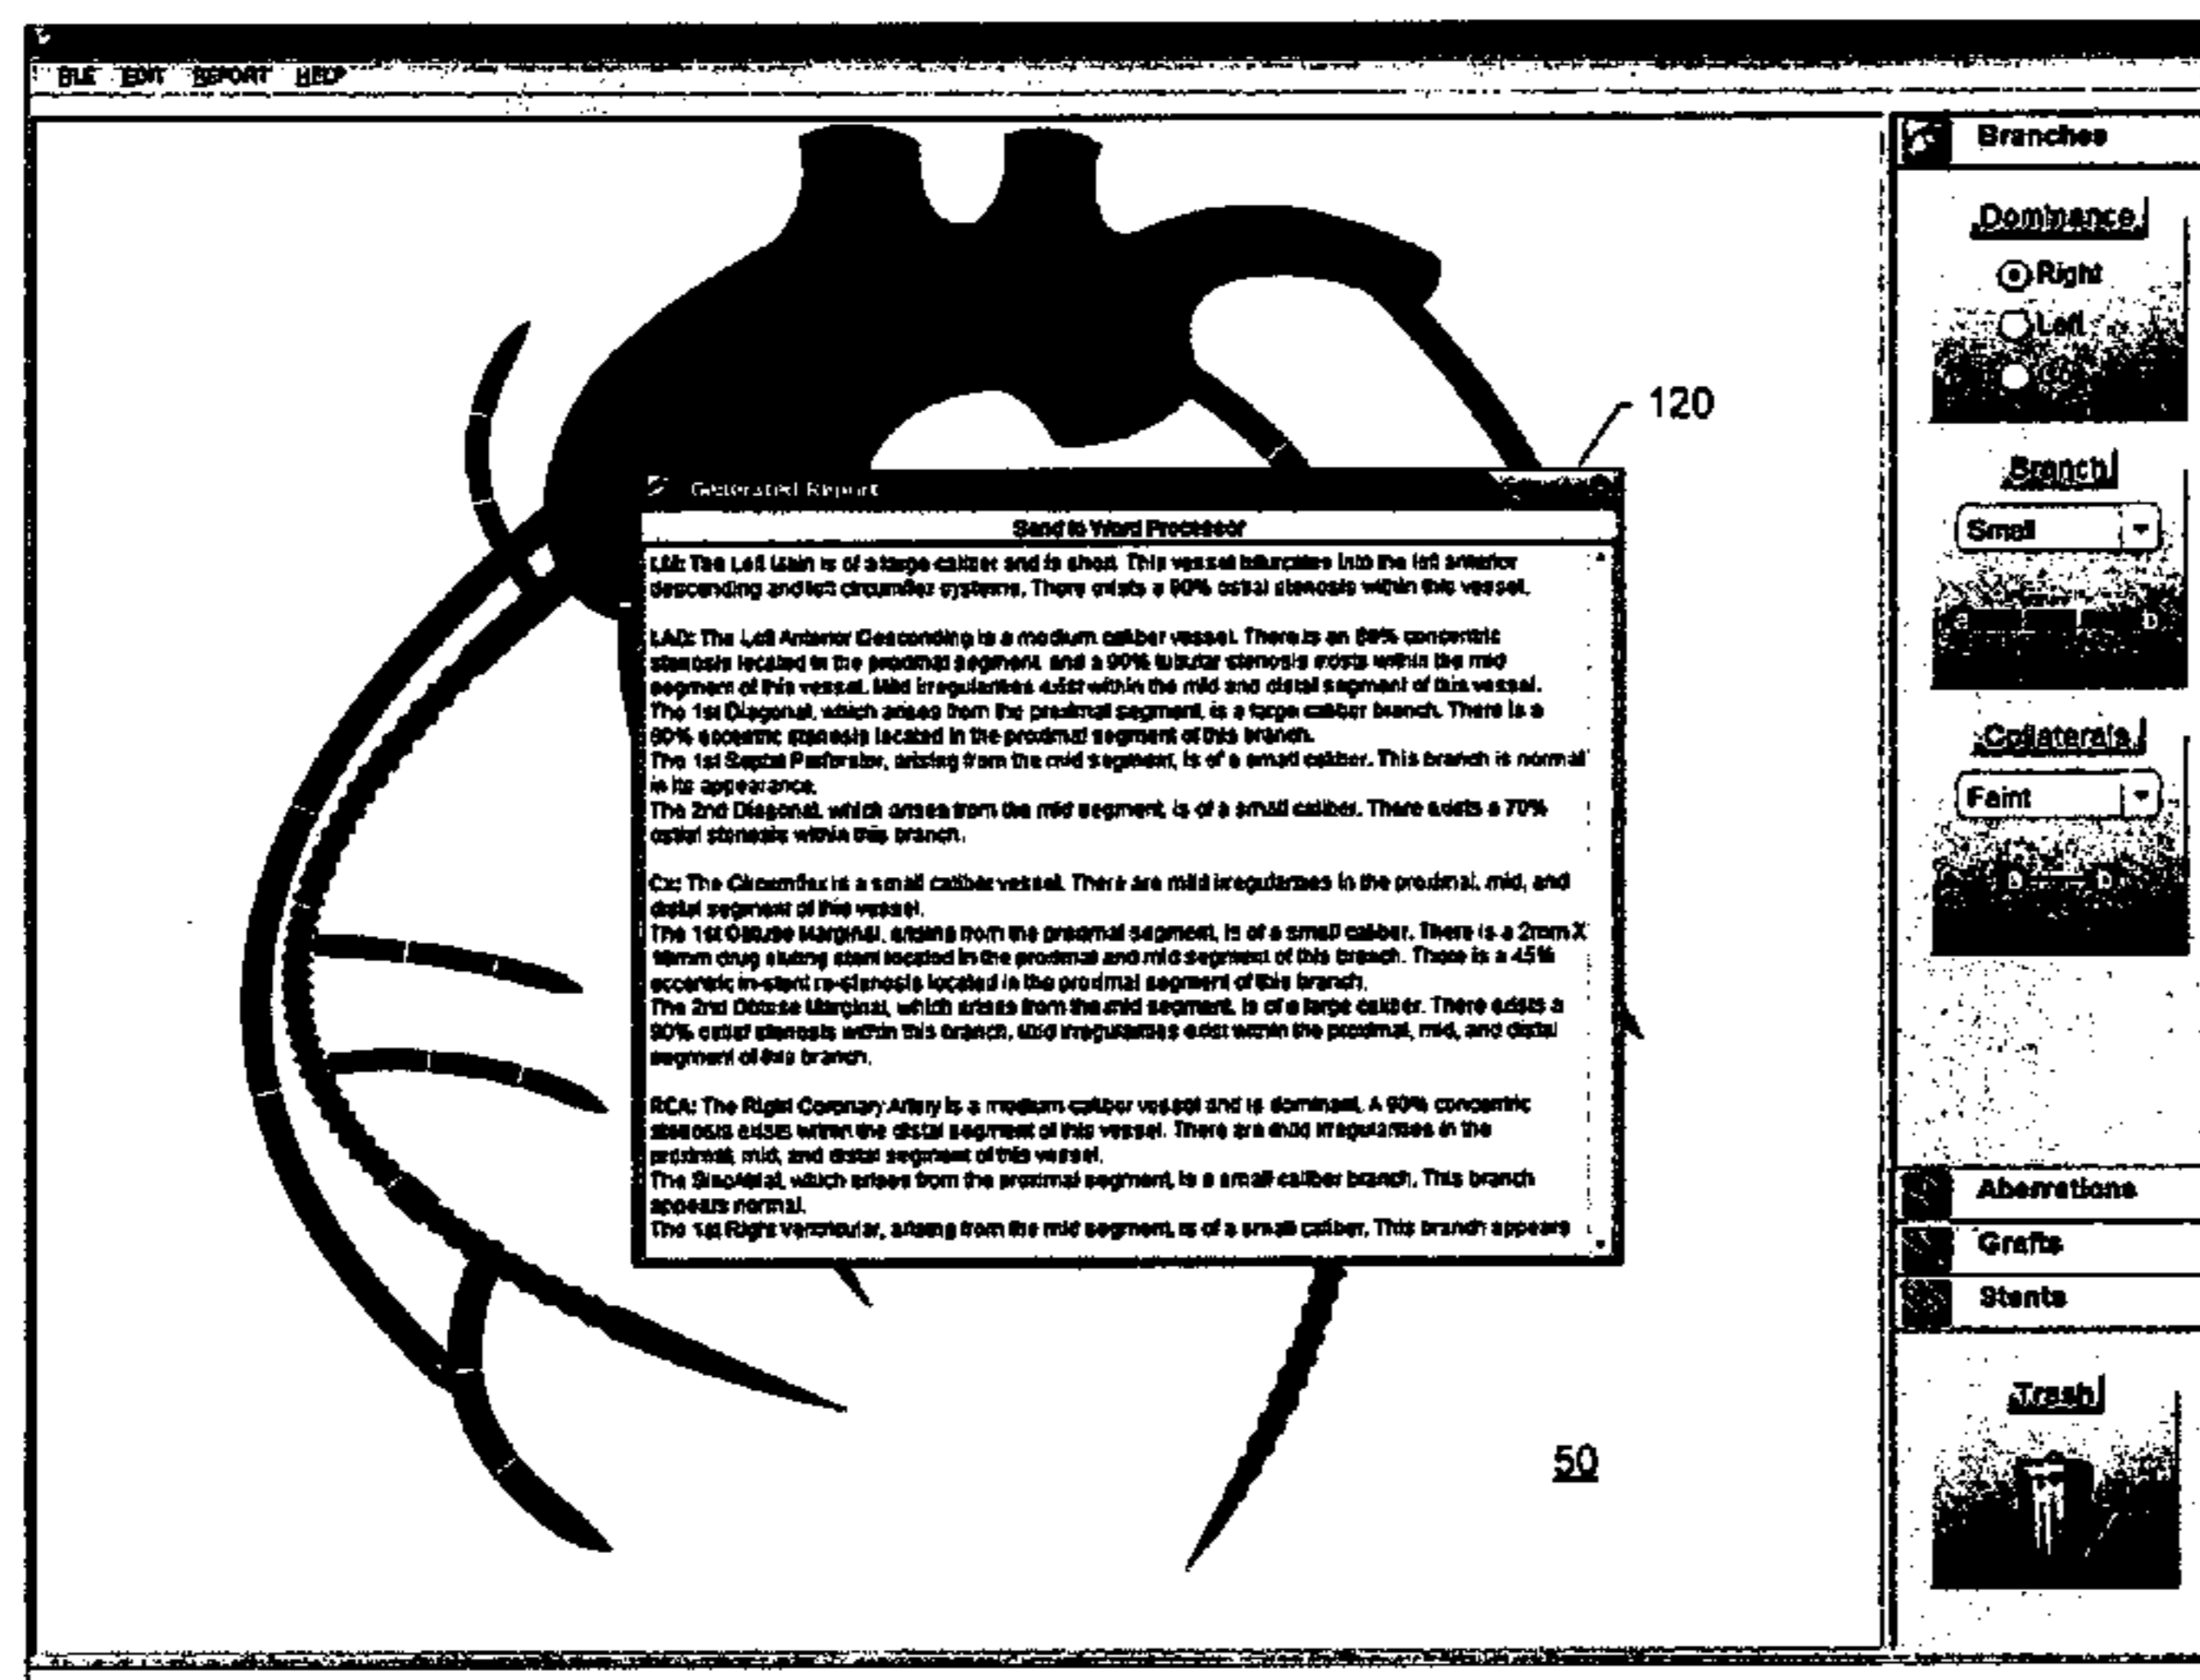 FILE EDIT REPORT HELP
Branches
Dominance
Right
Left
120
Branch
Small
Generated Report
Send to Word Processor
LM: The Left Main is of a large caliber and is short. This vessel bifurcates into the left anterior
descending and left circumflex systems. There exists a 90% ostial stenosis within this vessel.
LAD: The Left Anterior Descending is a medium caliber vessel. There is an concentric
stenosis located in the proximal segment, and a 90% tubular stenosis exists within the mid
segment of this vessel. Mild irregularities exist within the mid and distal segment of this vessel.
The 1st Diagonal, which arises from the proximal segment, is a large caliber branch. There is a
eccentric stenosis located in the proximal segment of this branch.
The 1st Septal Perforator, arising from the mid segment, is of a small caliber. This branch is normal
in its appearance.
The 2nd Diagonal, which arises from the mid segment, is of a small caliber. There exists a 70%
ostial stenosis within this branch.
Cx: The Circumflex is a small caliber vessel. There are mild irregularities in the proximal, mid, and
distal segment of this vessel.
The 1st Obtuse Marginal, arising from the proximal segment, is of a small caliber. There is a 2mm X
drug eluting stent located in the proximal and mid segment of this branch. There is a 45%
eccentric in-stent re-stenosis located in the proximal segment of this branch.
The 2nd Obtuse Marginal, which arises from the mid segment, is of a large caliber. There exists a
90% ostial stenosis within this branch. Mild irregularities exist within the proximal, mid, and distal
segment of this branch.
RCA: The Right Coronary Artery is a medium caliber vessel and is dominant. A 90% concentric
stenosis exists within the distal segment of this vessel. There are mild irregularities in the
proximal, mid, and distal segment of this vessel.
The SinoAtrial, which arises from the proximal segment, is a small caliber branch. This branch
appears normal.
The 1st Right Ventricular, arising from the mid segment, is of a small caliber. This branch appears
Collaterals
Faint
Aberrations
Grafts
Stents
Trash
50